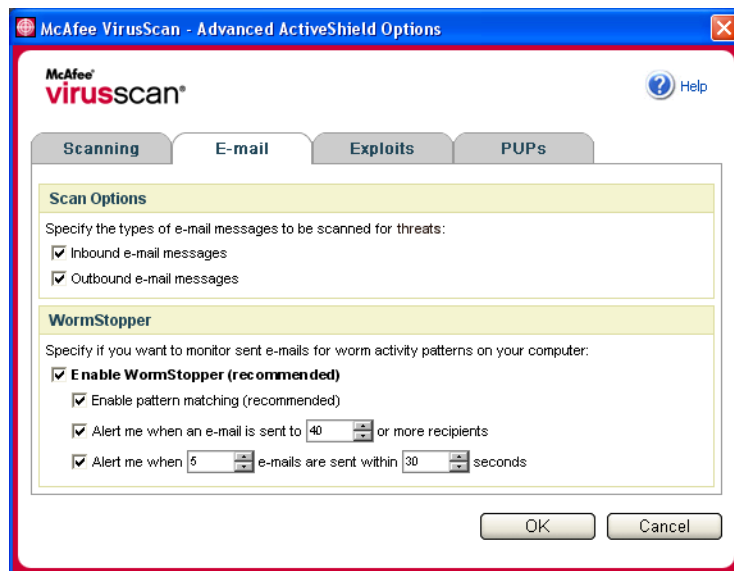 McAfee VirusScan - Advanced ActiveShield Options
McAfee®
virusscan®
? Help
Scanning E-mail Exploits PUPs
Scan Options
Specify the types of e-mail messages to be scanned for threats:
Inbound e-mail messages
Outbound e-mail messages
WormStopper
Specify if you want to monitor sent e-mails for worm activity patterns on your computer:
Enable WormStopper (recommended)
Enable pattern matching (recommended)
Alert me when an e-mail is sent to 40 or more recipients
Alert me when 5 e-mails are sent within 30 seconds
OK Cancel